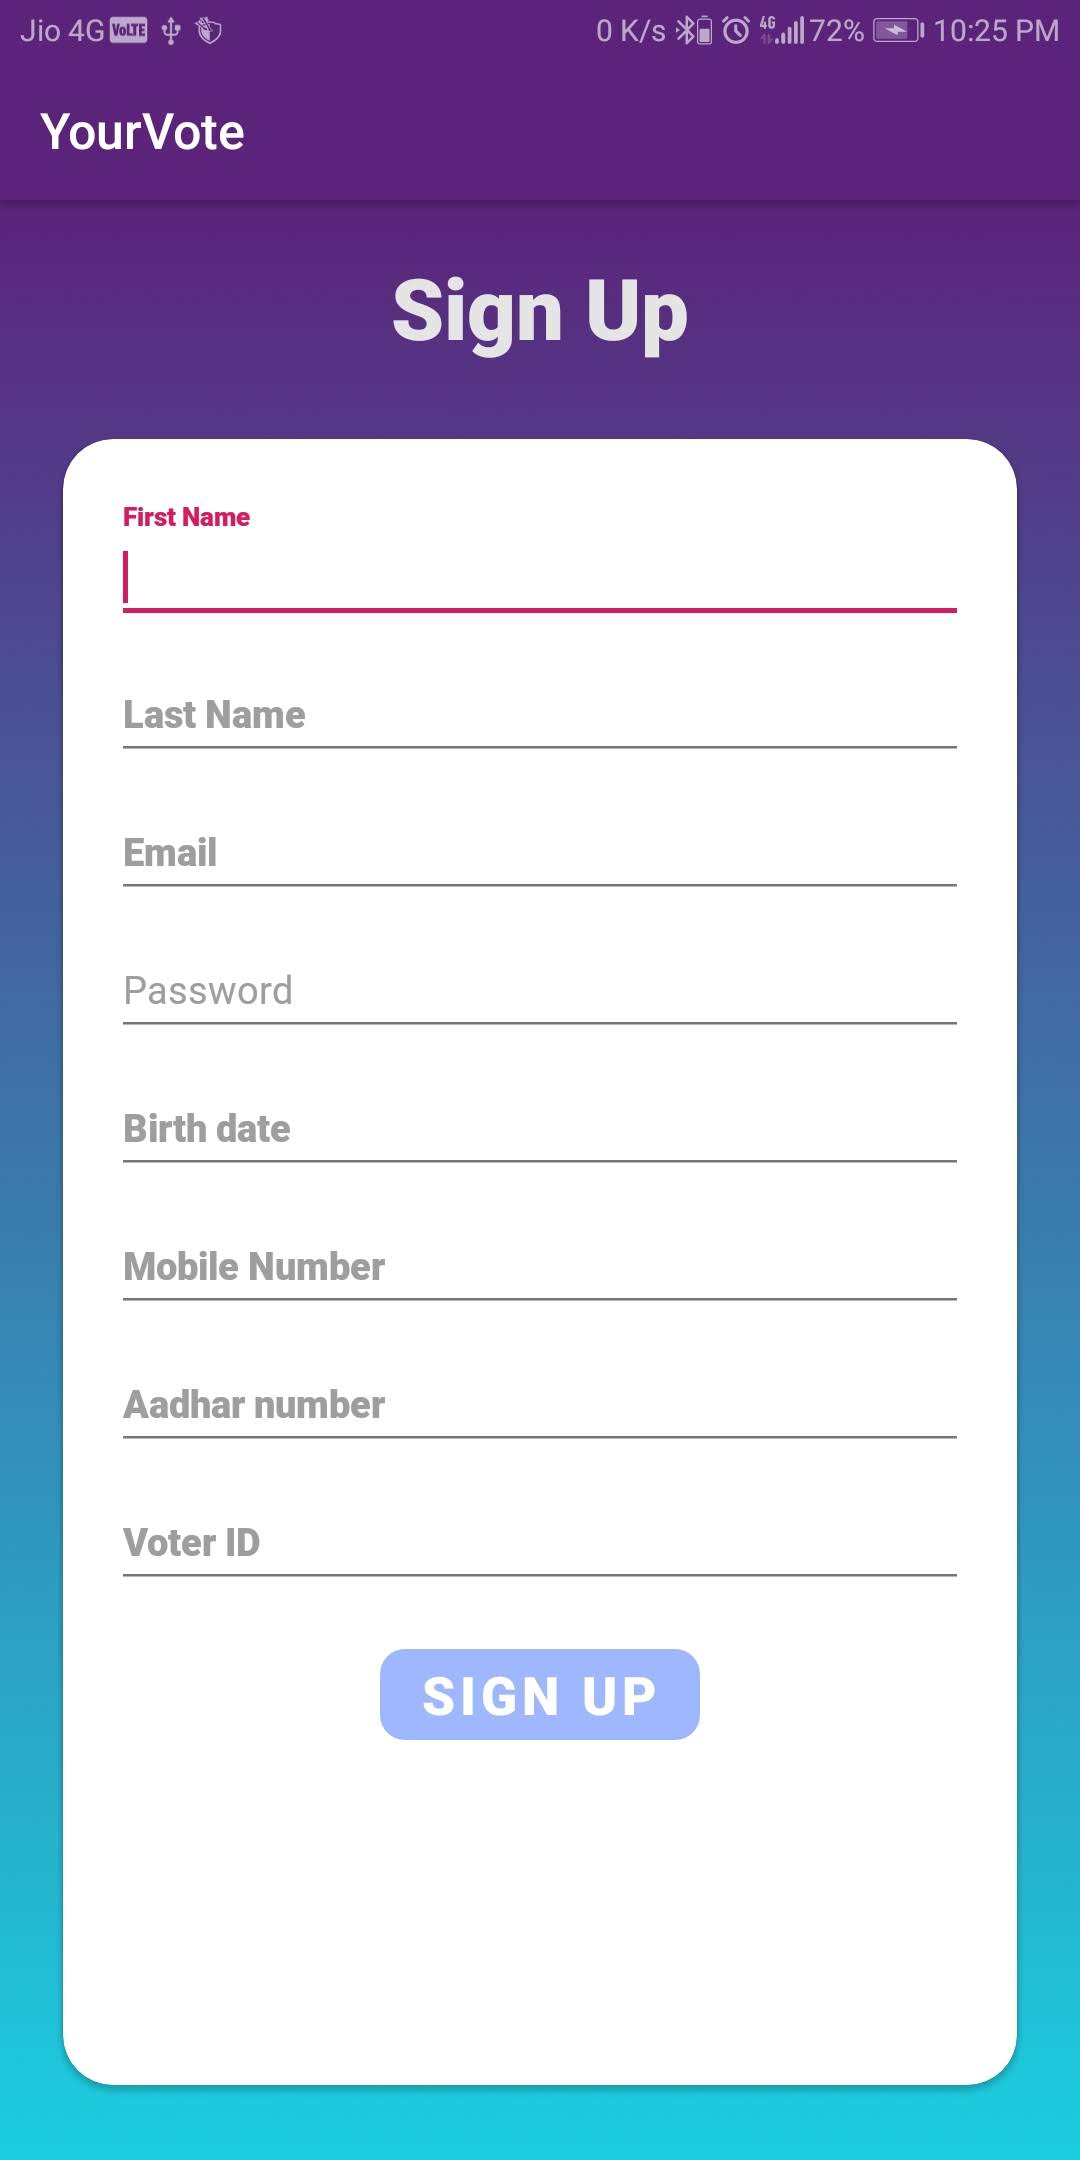 Jio 4G VoLTE 0 K/s 4G 72% 10:25 PM
YourVote
Sign Up
First Name
Last Name
Email
Password
Birth date
Mobile Number
Aadhar number
Voter ID
SIGN UP